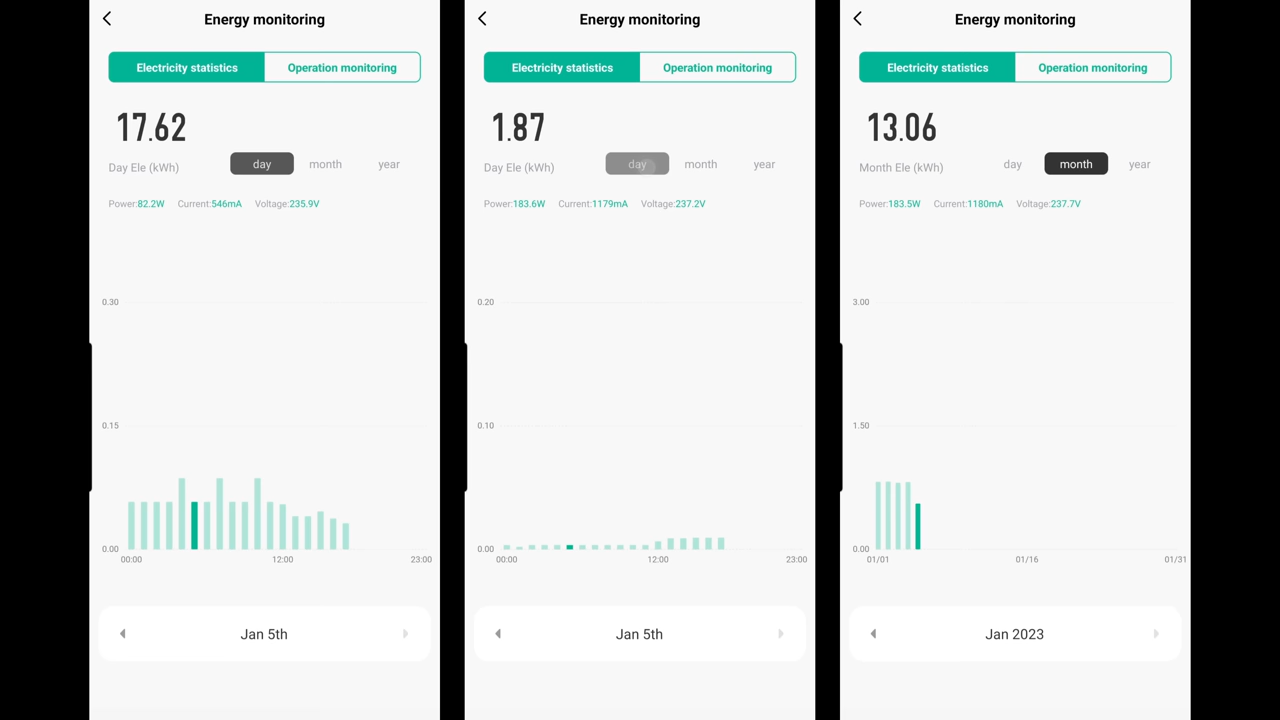 Energy monitoring
Electricity statistics Operation monitoring
17.62
Day Ele (kWh) day month year
Power:82.2W Current:546mA Voltage:235.9V
0.30
0.15
0.00
00:00 12:00 23:00
Jan 5th
Energy monitoring
Electricity statistics Operation monitoring
1.87
Day Ele (kWh) day month year
Power:183.6W Current:1179mA Voltage:237.2V
0.20
0.10
0.00
00:00 12:00 23:00
Jan 5th
Energy monitoring
Electricity statistics Operation monitoring
13.06
Month Ele (kWh) day month year
Power:183.5W Current:1180mA Voltage:237.7V
3.00
1.50
0.00
01/01 01/16 01/31
Jan 2023